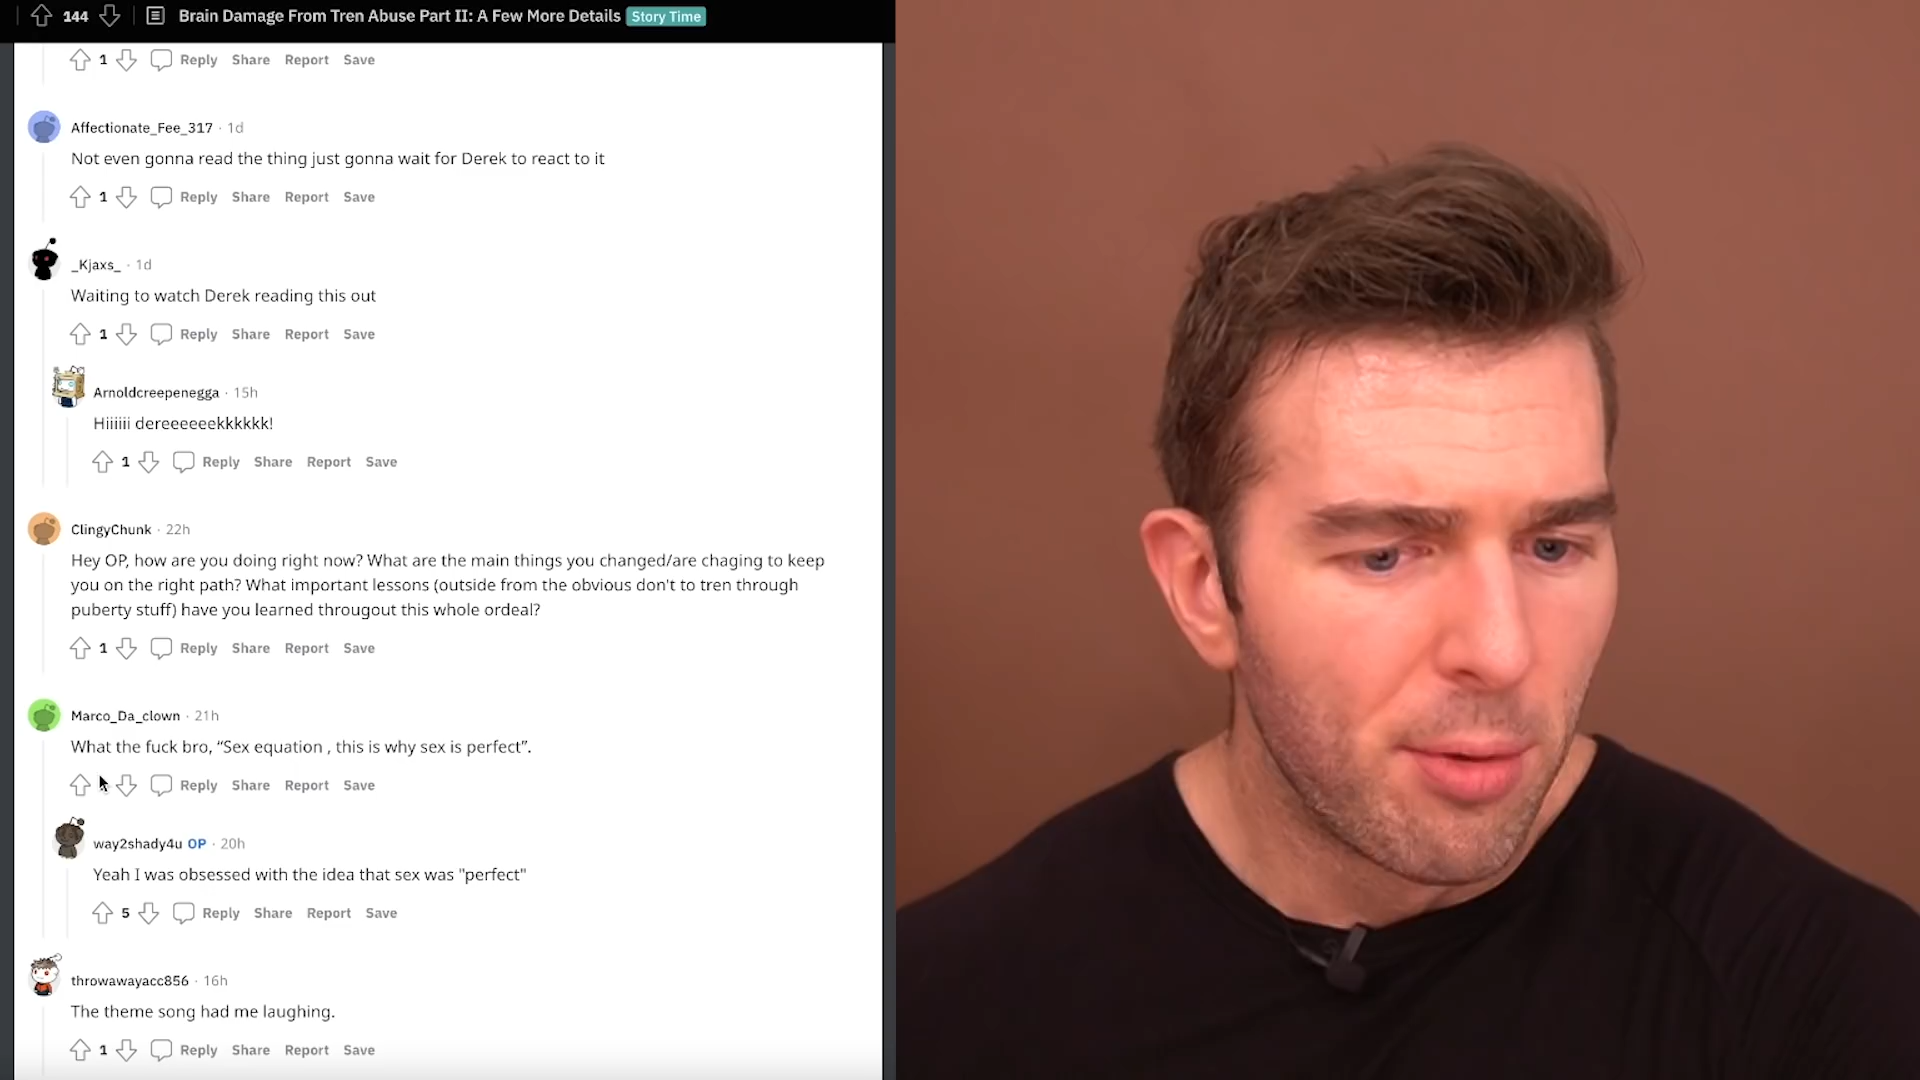 144 Brain Damage From Tren Abuse Part II: A Few More Details Story Time
1 Reply Share Report Save
Affectionate_Fee_317 · 1d
Not even gonna read the thing just gonna wait for Derek to react to it
1 Reply Share Report Save
_Kjaxs_ · 1d
Waiting to watch Derek reading this out
1 Reply Share Report Save
Arnoldcreepenegga · 15h
Hiiiiii dereeeeeekkkkkk!
1 Reply Share Report Save
ClingyChunk · 22h
Hey OP, how are you doing right now? What are the main things you changed/are chaging to keep
you on the right path? What important lessons (outside from the obvious don't to tren through
puberty stuff) have you learned througout this whole ordeal?
1 Reply Share Report Save
Marco_Da_clown · 21h
What the fuck bro, “Sex equation , this is why sex is perfect”.
Reply Share Report Save
way2shady4u OP · 20h
Yeah I was obsessed with the idea that sex was "perfect"
5 Reply Share Report Save
throwawayacc856 · 16h
The theme song had me laughing.
1 Reply Share Report Save